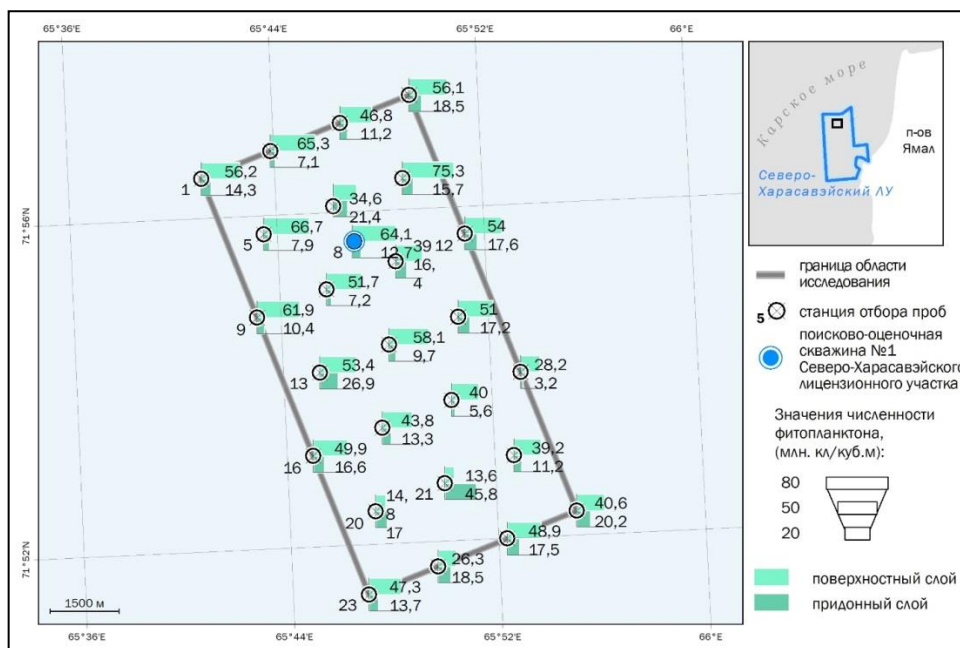 65°36'E
65°44'E
65°52'E
66°E
56,1
18,5
46,8
11,2
65,3
7,1
56,2
1
14,3
75,3
15,7
34,6
21,4
71°56'N
66,7
5
7,9
64,1
8
12,7
39 12
16,
4
54
17,6
51,7
7,2
61,9
9
10,4
51
17,2
58,1
9,7
53,4
13
26,9
28,2
3,2
40
5,6
43,8
13,3
49,9
16
16,6
39,2
11,2
13,6
21
45,8
14,
8
20
17
40,6
20,2
48,9
17,5
71°52'N
26,3
18,5
47,3
23
13,7
1500 м
65°36'E
65°44'E
65°52'E
66°E
Карское море
п-ов
Ямал
Северо-
Харасавэйский ЛУ
граница области
исследования
5 станция отбора проб
поисково-оценочная
скважина №1
Северо-Харасавэйского
лицензионного участка
Значения численности
фитопланктона,
(млн. кл/куб.м):
80
50
20
поверхностный слой
придонный слой